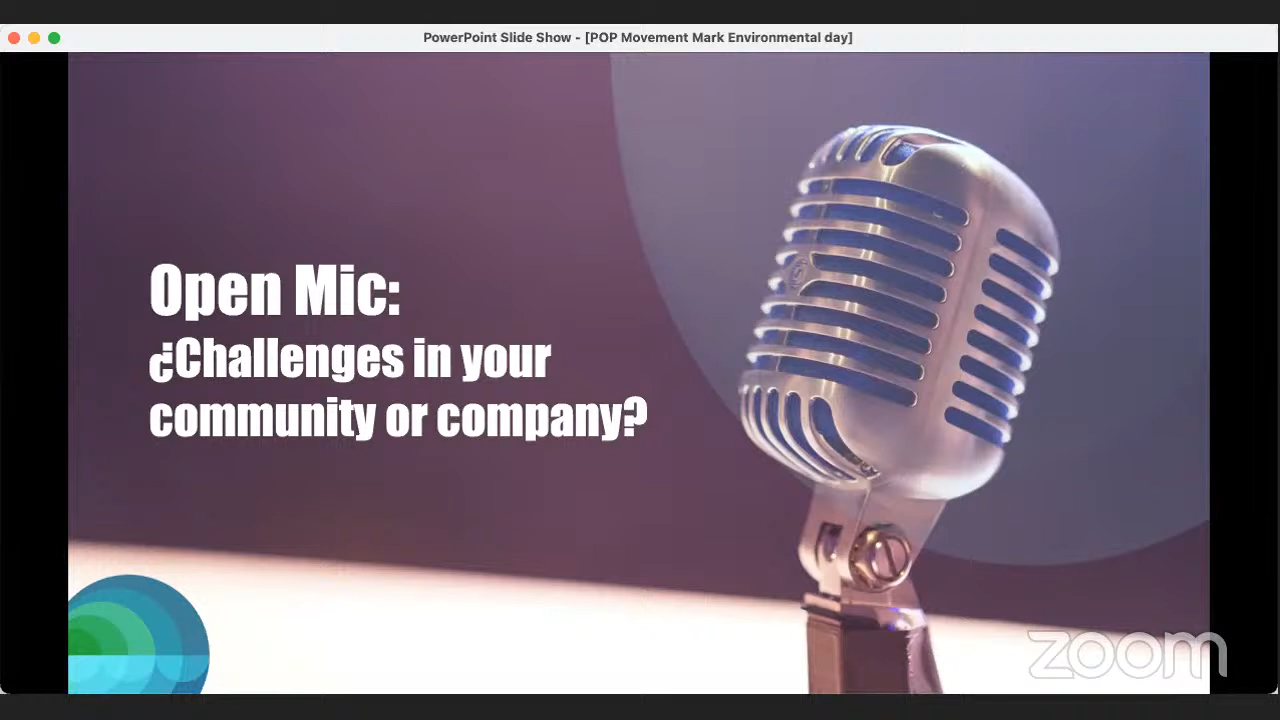 PowerPoint Slide Show - [POP Movement Mark Environmental day]
Open Mic:
¿Challenges in your
community or company?
zoom